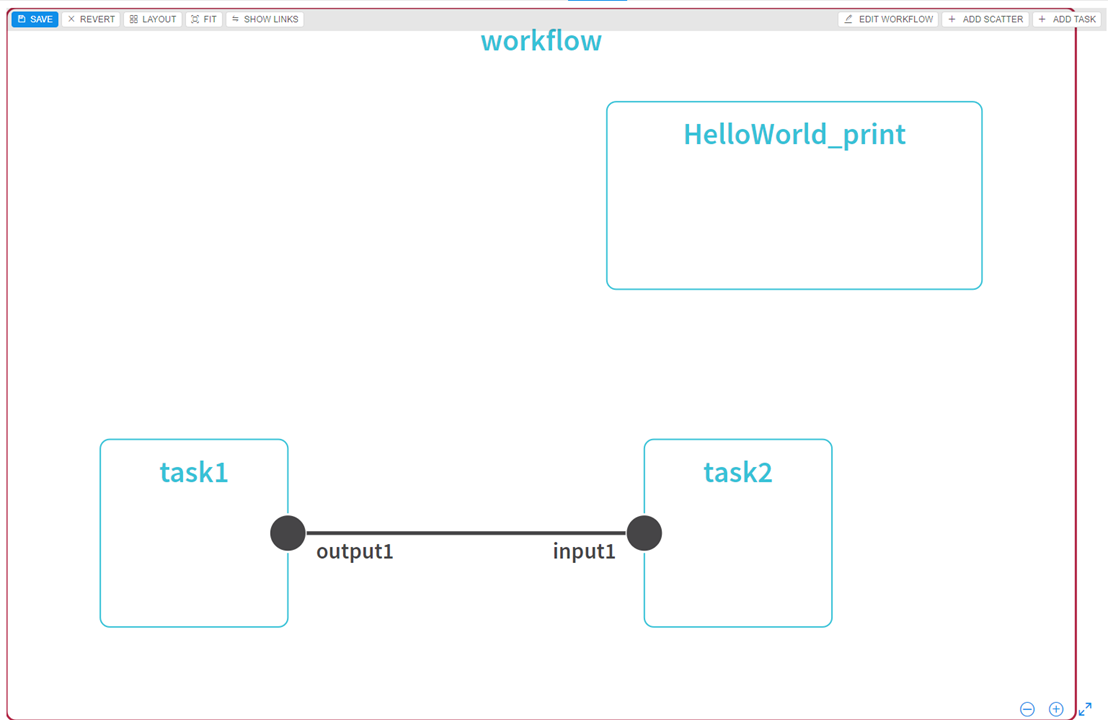 SAVE REVERT LAYOUT FIT SHOW LINKS EDIT WORKFLOW ADD SCATTER ADD TASK
workflow
HelloWorld_print
task1 task2
output1 input1